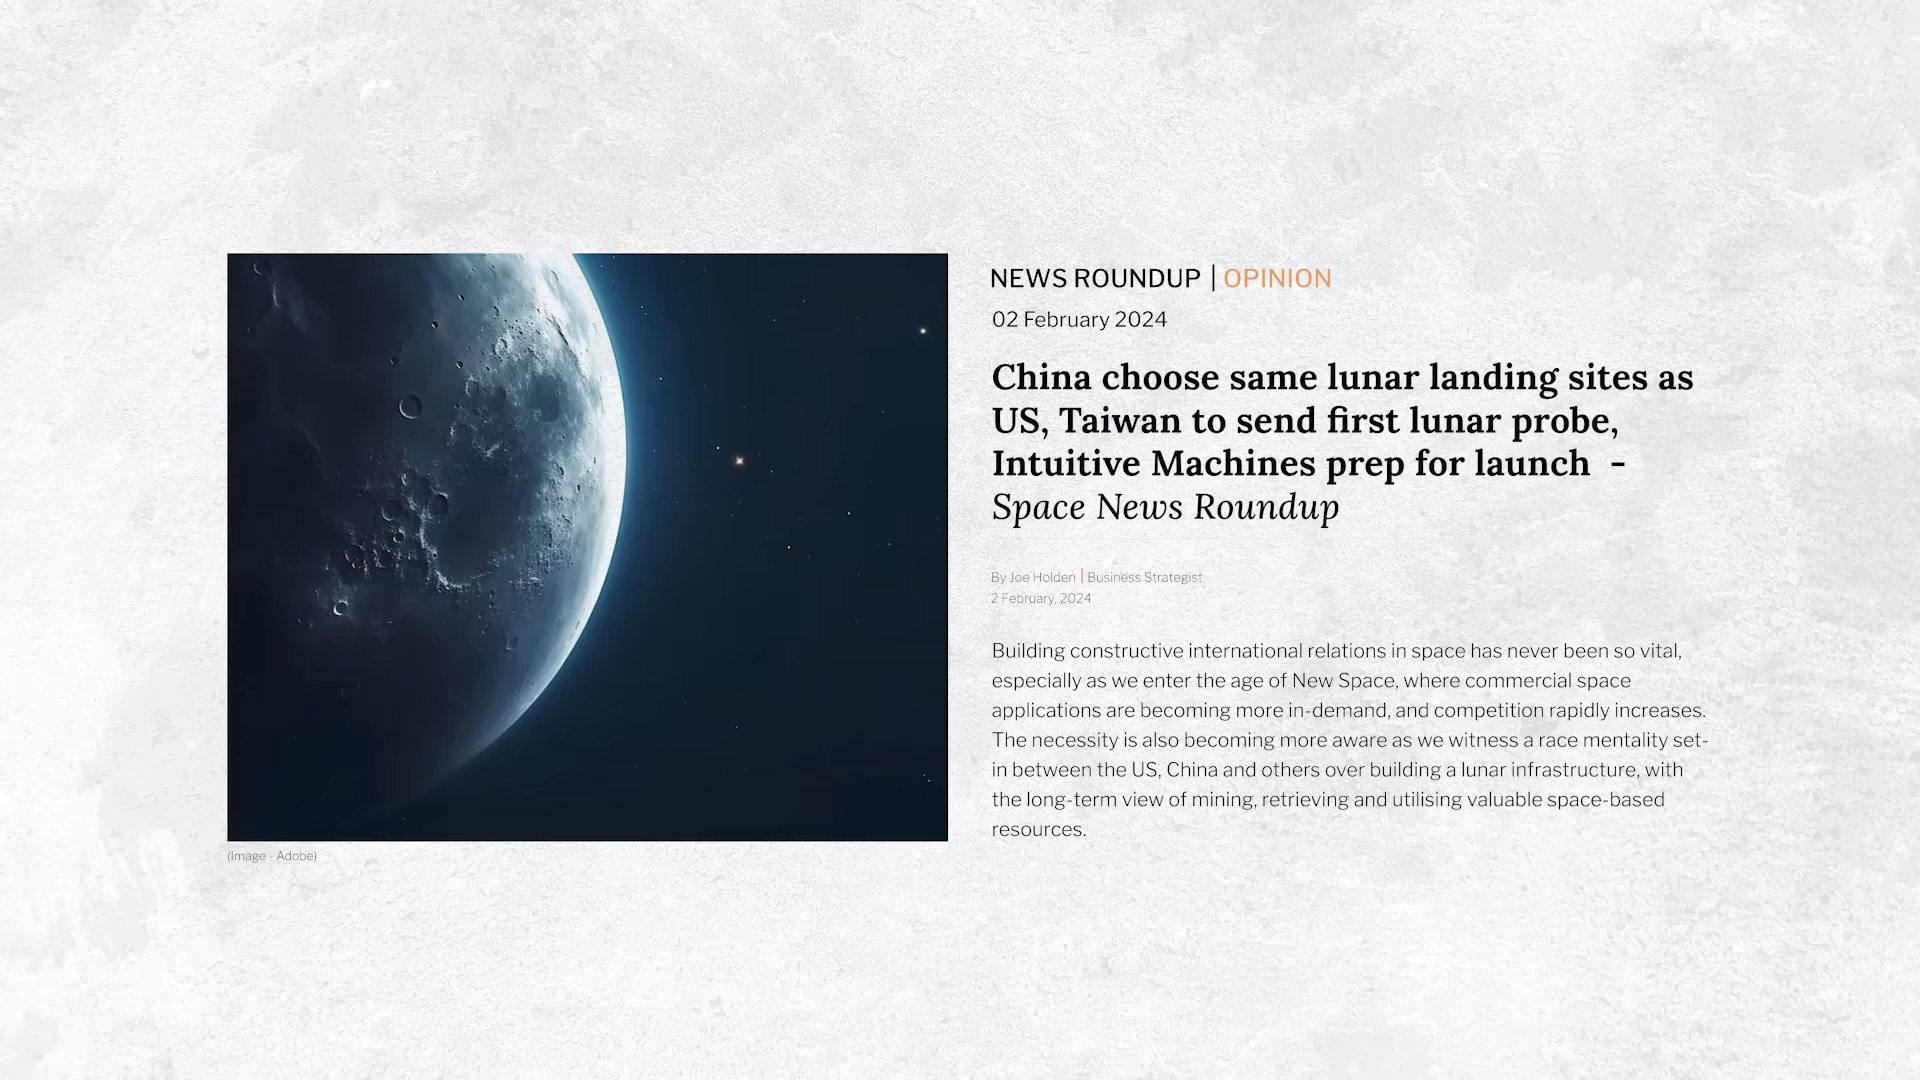 NEWS ROUNDUP | OPINION
02 February 2024
China choose same lunar landing sites as
US, Taiwan to send first lunar probe,
Intuitive Machines prep for launch -
Space News Roundup
By Joe Holden | Business Strategist
2 February, 2024
Building constructive international relations in space has never been so vital,
especially as we enter the age of New Space, where commercial space
applications are becoming more in-demand, and competition rapidly increases.
The necessity is also becoming more aware as we witness a race mentality set-
in between the US, China and others over building a lunar infrastructure, with
the long-term view of mining, retrieving and utilising valuable space-based
resources.
(Image - Adobe)